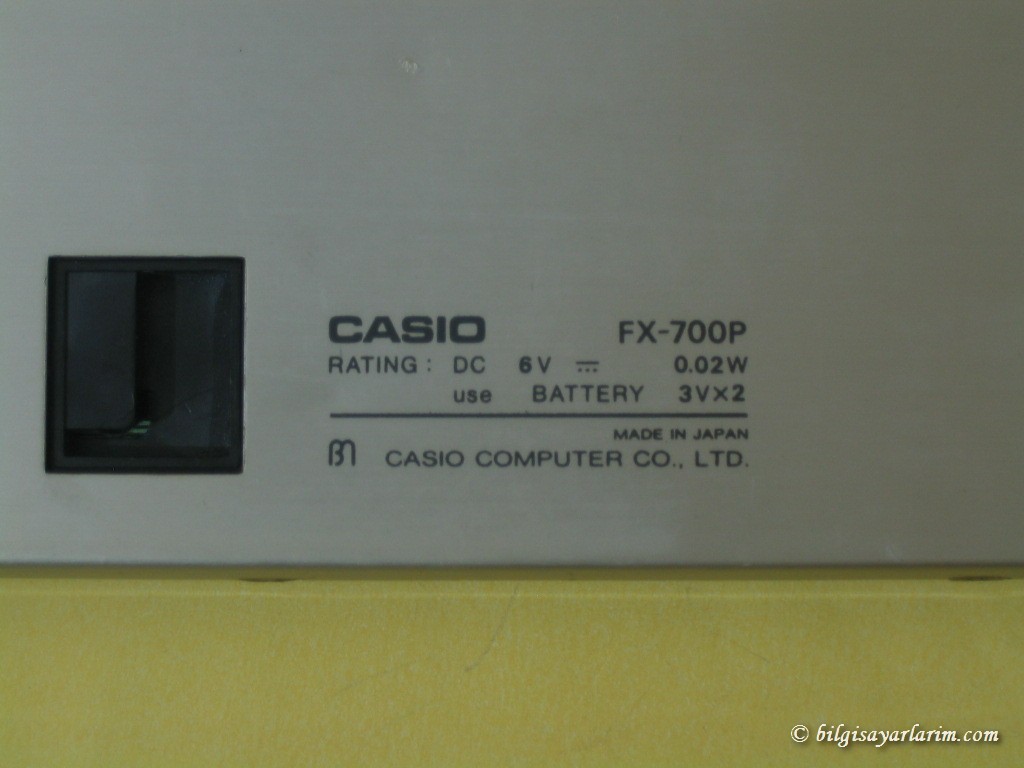 CASIO FX-700P
RATING : DC 6V ⎓ 0.02W
use BATTERY 3V×2
MADE IN JAPAN
CASIO COMPUTER CO., LTD.
© bilgisayarlarim.com